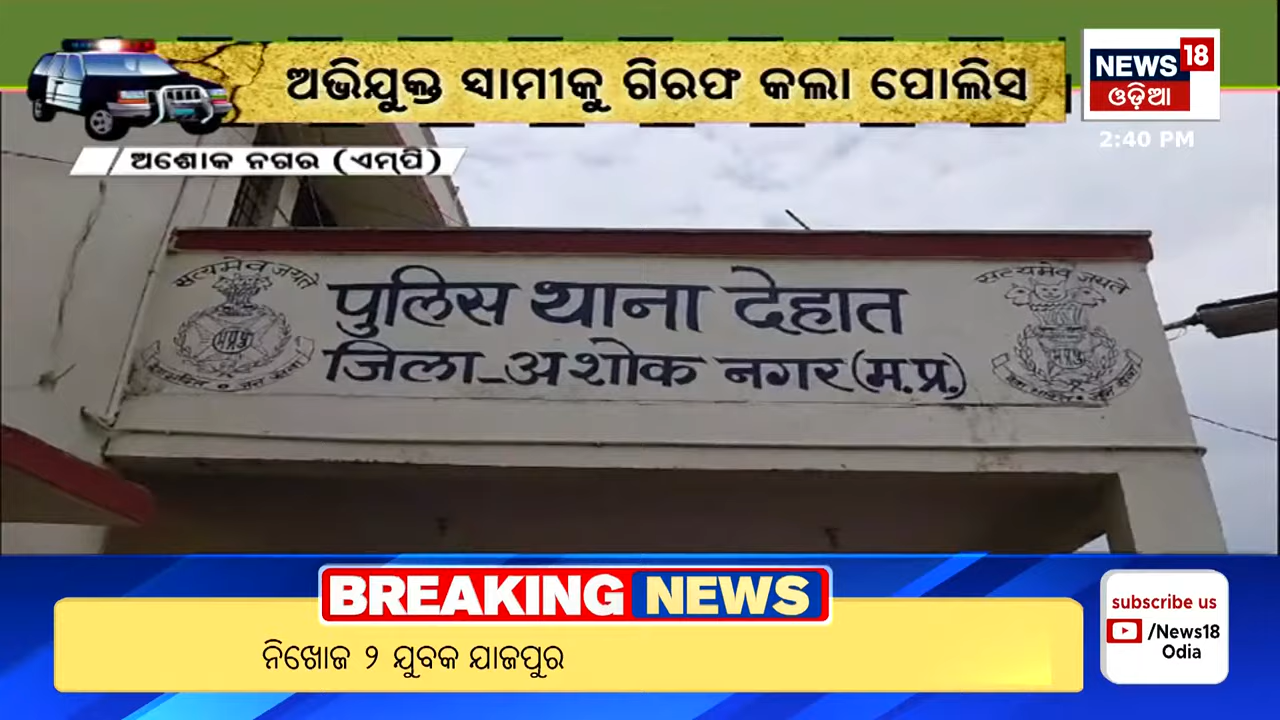 ଅଭିଯୁକ୍ତ ସ୍ୱାମୀକୁ ଗିରଫ କଲା ପୋଲିସ
NEWS 18
ଓଡ଼ିଆ
2:40 PM
ଅଶୋକ ନଗର (ଏମ୍‌ପି)
सत्यमेव जयते
सत्यमेव जयते
पुलिस थाना देहात
जिला-अशोक नगर (म.प्र.)
BREAKING NEWS
ନିଖୋଜ ୨ ଯୁବକ ଯାଜପୁର
subscribe us
/News18
Odia